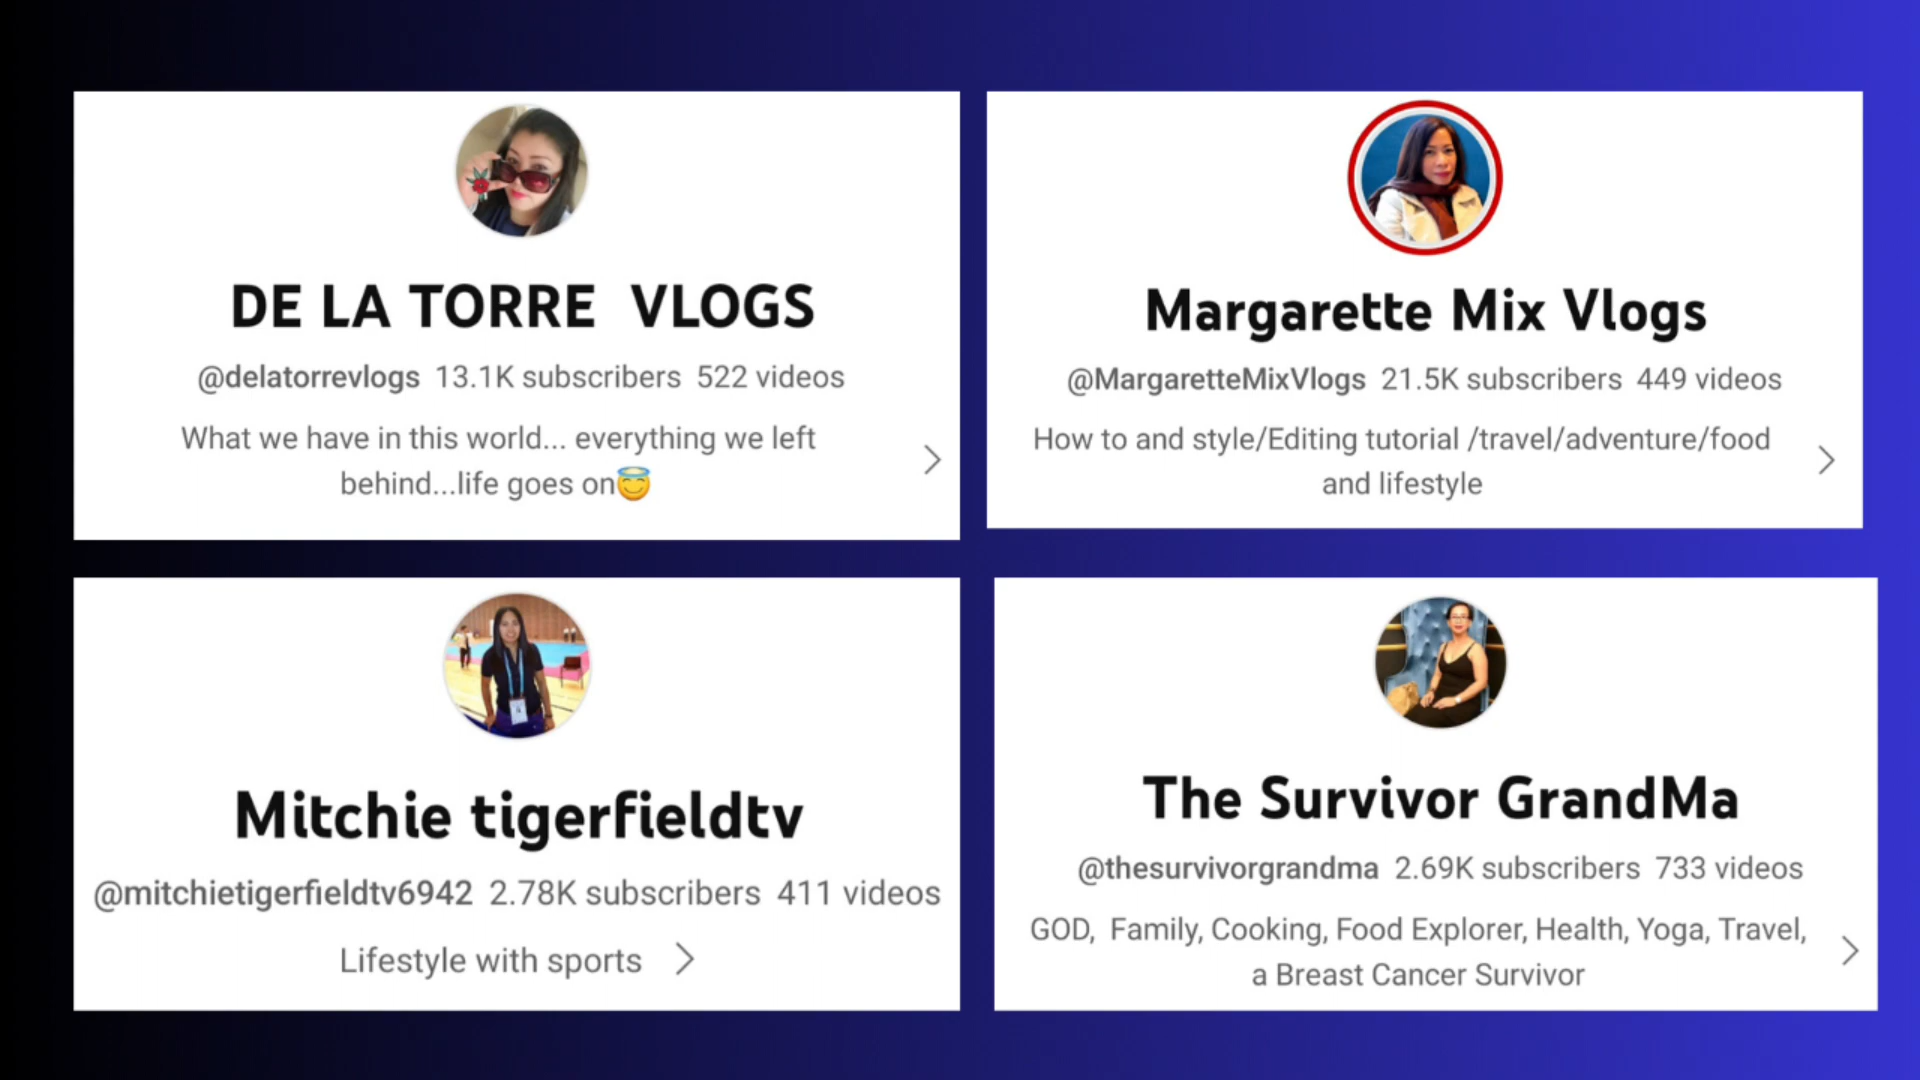 DE LA TORRE  VLOGS
@delatorrevlogs 13.1K subscribers 522 videos
What we have in this world... everything we left
behind...life goes on😇
Margarette Mix Vlogs
@MargaretteMixVlogs 21.5K subscribers 449 videos
How to and style/Editing tutorial /travel/adventure/food
and lifestyle
Mitchie tigerfieldtv
@mitchietigerfieldtv6942 2.78K subscribers 411 videos
Lifestyle with sports
The Survivor GrandMa
@thesurvivorgrandma 2.69K subscribers 733 videos
GOD,  Family, Cooking, Food Explorer, Health, Yoga, Travel,
a Breast Cancer Survivor